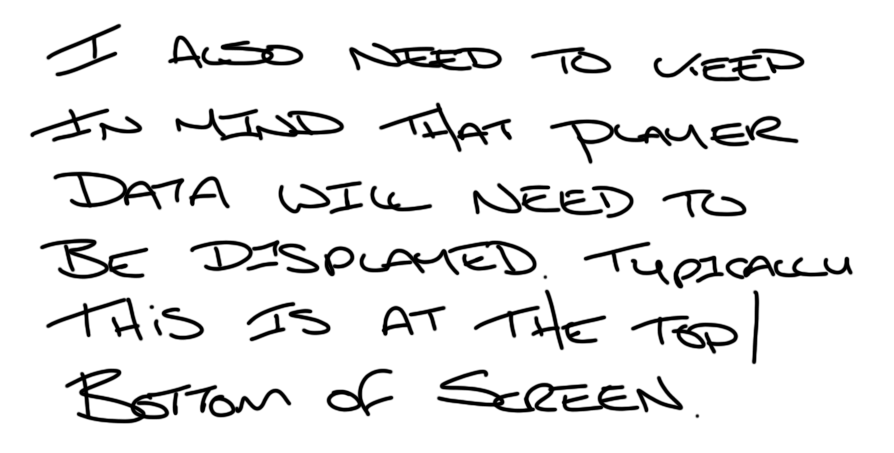 I ALSO NEED TO KEEP
IN MIND THAT PLAYER
DATA WILL NEED TO
BE DISPLAYED. TYPICALLY
THIS IS AT THE TOP/
BOTTOM OF SCREEN.